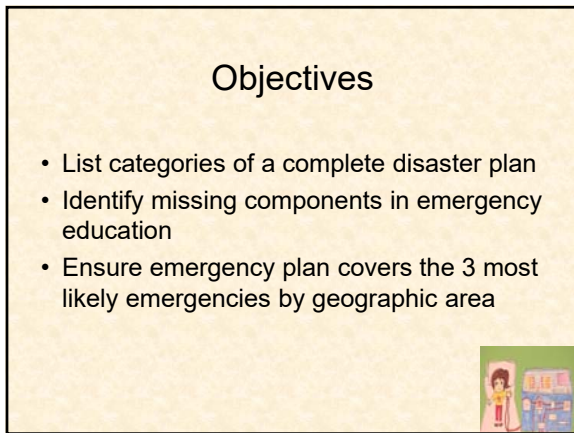 Objectives
• List categories of a complete disaster plan
• Identify missing components in emergency
education
• Ensure emergency plan covers the 3 most
likely emergencies by geographic area